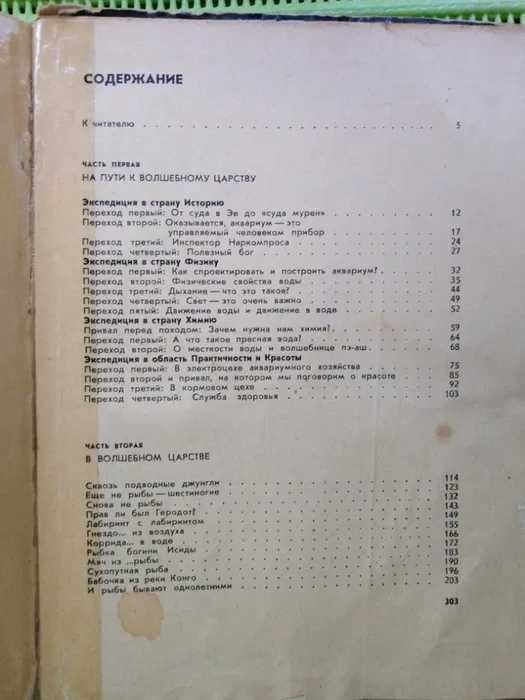 СОДЕРЖАНИЕ
К читателю . . . . . . . . . . 5
ЧАСТЬ ПЕРВАЯ
НА ПУТИ К ВОЛШЕБНОМУ ЦАРСТВУ
Экспедиция в страну Историю
Переход первый: От суда в Эе до «суда мурен» . . . 12
Переход второй: Оказывается, аквариум — это
управляемый человеком прибор . . . 17
Переход третий: Инспектор Наркомпроса . . . 24
Переход четвертый: Полезный бог . . . 27
Экспедиция в страну Физику
Переход первый: Как спроектировать и построить аквариум? . . . 32
Переход второй: Физические свойства воды . . . 35
Переход третий: Дыхание — что это такое? . . . 44
Переход четвертый: Свет — это очень важно . . . 49
Переход пятый: Движение воды и движение в воде . . . 52
Экспедиция в страну Химию
Привал перед походом: Зачем нужна нам химия? . . . 59
Переход первый: А что такое пресная вода? . . . 64
Переход второй: О жесткости воды и волшебнице пэ-аш . . . 68
Экспедиция в область Практичности и Красоты
Переход первый: В электроцехе аквариумного хозяйства . . . 75
Переход второй и привал, на котором мы поговорим о красоте . . . 85
Переход третий: В кормовом цехе . . . 92
Переход четвертый: Служба здоровья . . . 103
ЧАСТЬ ВТОРАЯ
В ВОЛШЕБНОМ ЦАРСТВЕ
Сквозь подводные джунгли . . . 114
Еще не рыбы — шестиногие . . . 123
Снова не рыбы . . . 132
Прав ли был Геродот? . . . 143
Лабиринт с лабиринтом . . . 149
Гнездо... из воздуха . . . 155
Коррида... в воде . . . 166
Рыбка богини Исиды . . . 172
Мяч из ...рыбы . . . 183
Сухопутная рыба . . . 190
Бабочка из реки Конго . . . 196
И рыбы бывают однолетними . . . 203
303